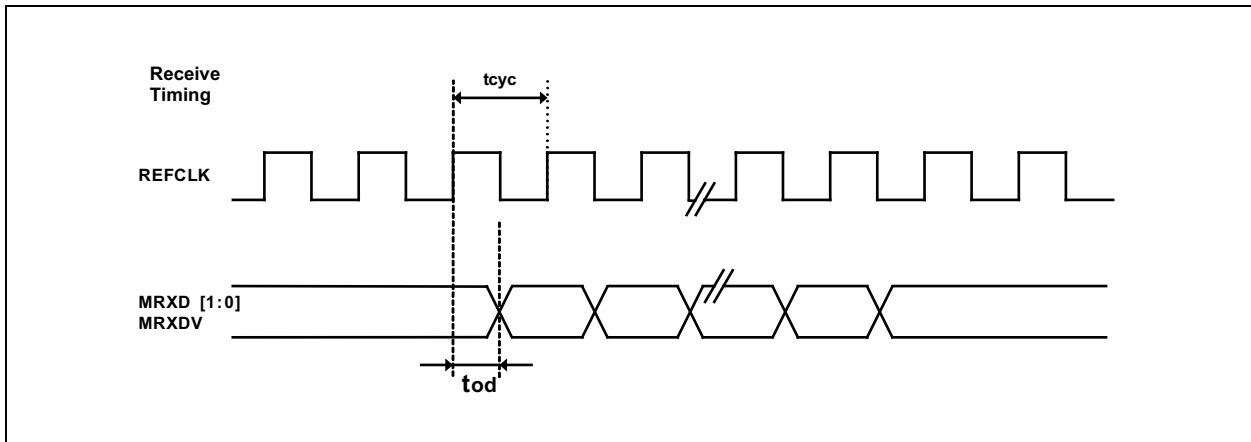 Receive
Timing
tcyc
REFCLK
MRXD [1:0]
MRXDV
tod